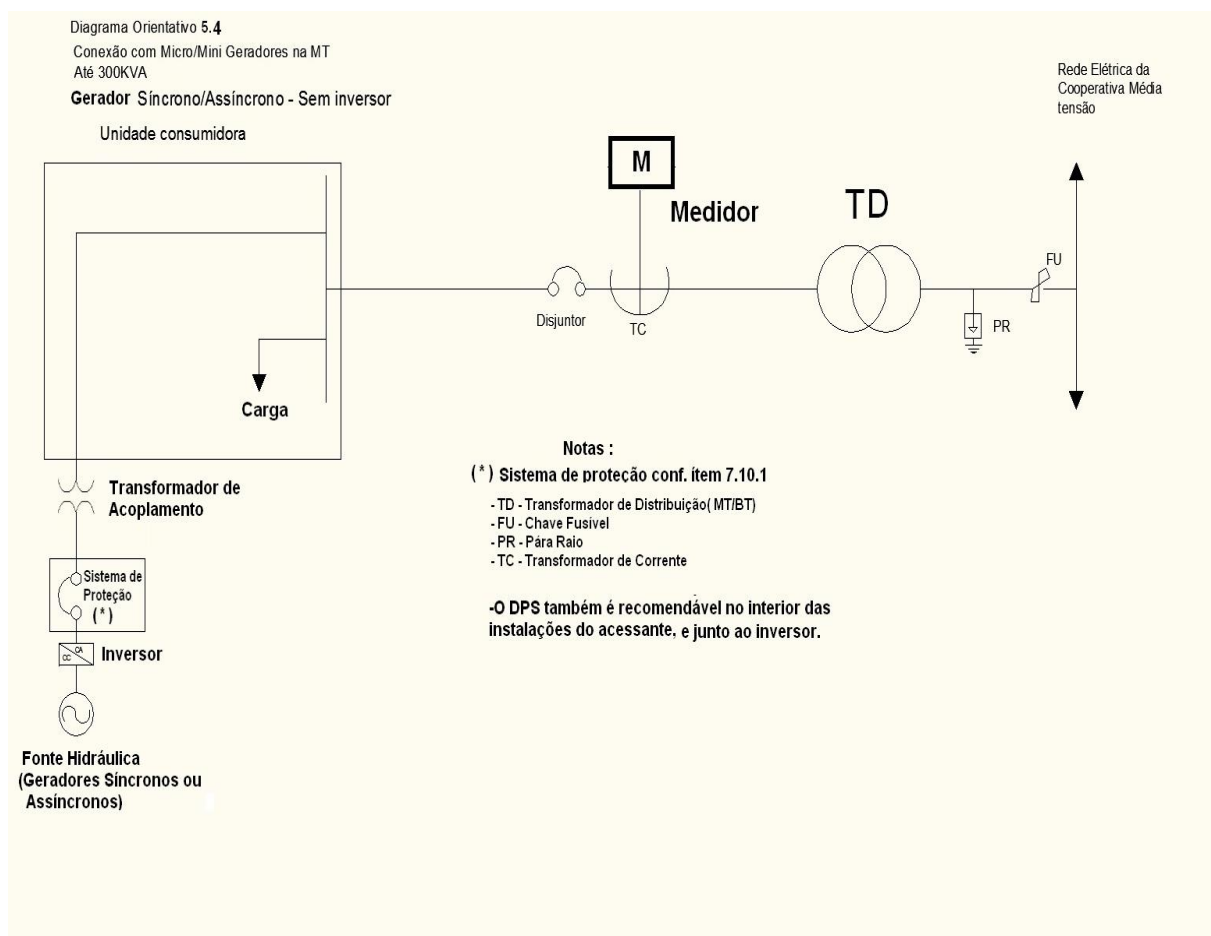 Diagrama Orientativo 5.4
Conexão com Micro/Mini Geradores na MT
Até 300KVA
Gerador Síncrono/Assíncrono - Sem inversor
Unidade consumidora
Rede Elétrica da
Cooperativa Média
tensão
M
Medidor
TD
FU
Disjuntor
TC
PR
Carga
Transformador de
Acoplamento
Sistema de
Proteção
(*)
CA
CC
Inversor
Fonte Hidráulica
(Geradores Síncronos ou
Assíncronos)
Notas :
(*) Sistema de proteção conf. ítem 7.10.1
- TD - Transformador de Distribuição( MT/BT)
- FU - Chave Fusível
- PR - Pára Raio
- TC - Transformador de Corrente
-O DPS também é recomendável no interior das
instalações do acessante, e junto ao inversor.